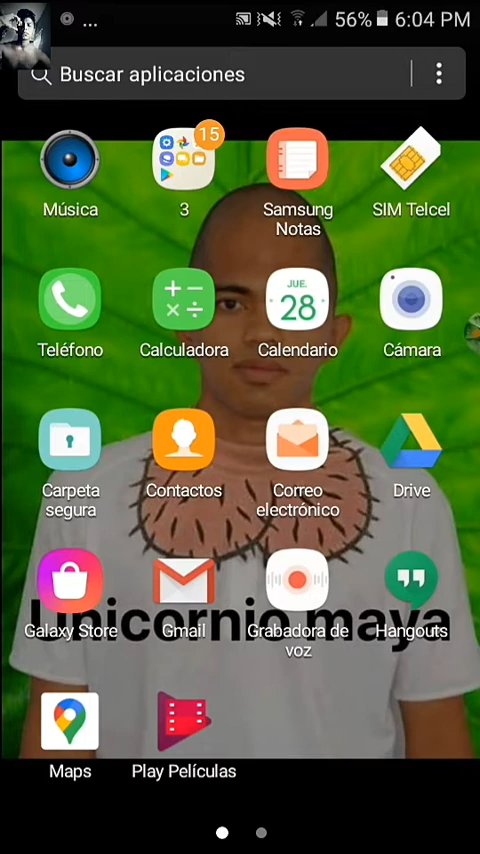 ... 56% 6:04 PM
Buscar aplicaciones
15
Música 3 Samsung Notas SIM Telcel
JUE.
28
Teléfono Calculadora Calendario Cámara
Carpeta segura Contactos Correo electrónico Drive
Unicornio maya
Galaxy Store Gmail Grabadora de voz Hangouts
Maps Play Películas